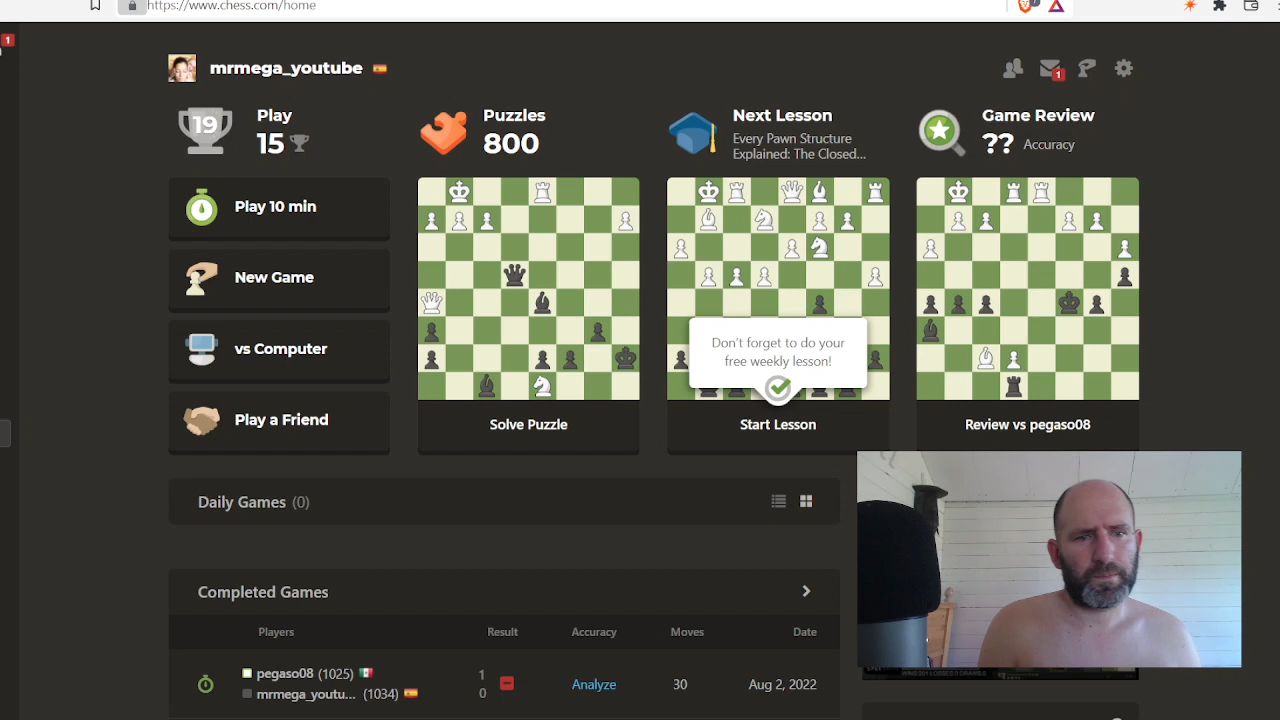 https://www.chess.com/home
1
mrmega_youtube
1
19
Play
15
Puzzles
800
Next Lesson
Every Pawn Structure
Explained: The Closed...
Game Review
?? Accuracy
Play 10 min
New Game
vs Computer
Play a Friend
Don't forget to do your
free weekly lesson!
Solve Puzzle
Start Lesson
Review vs pegaso08
Daily Games (0)
Completed Games
Players Result Accuracy Moves Date
pegaso08 (1025) 1
mrmega_youtu... (1034) 0
Analyze 30 Aug 2, 2022